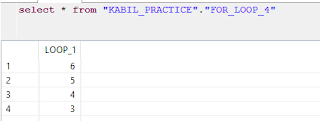 select * from "KABIL_PRACTICE"."FOR_LOOP_4"
LOOP_1
1 6
2 5
3 4
4 3